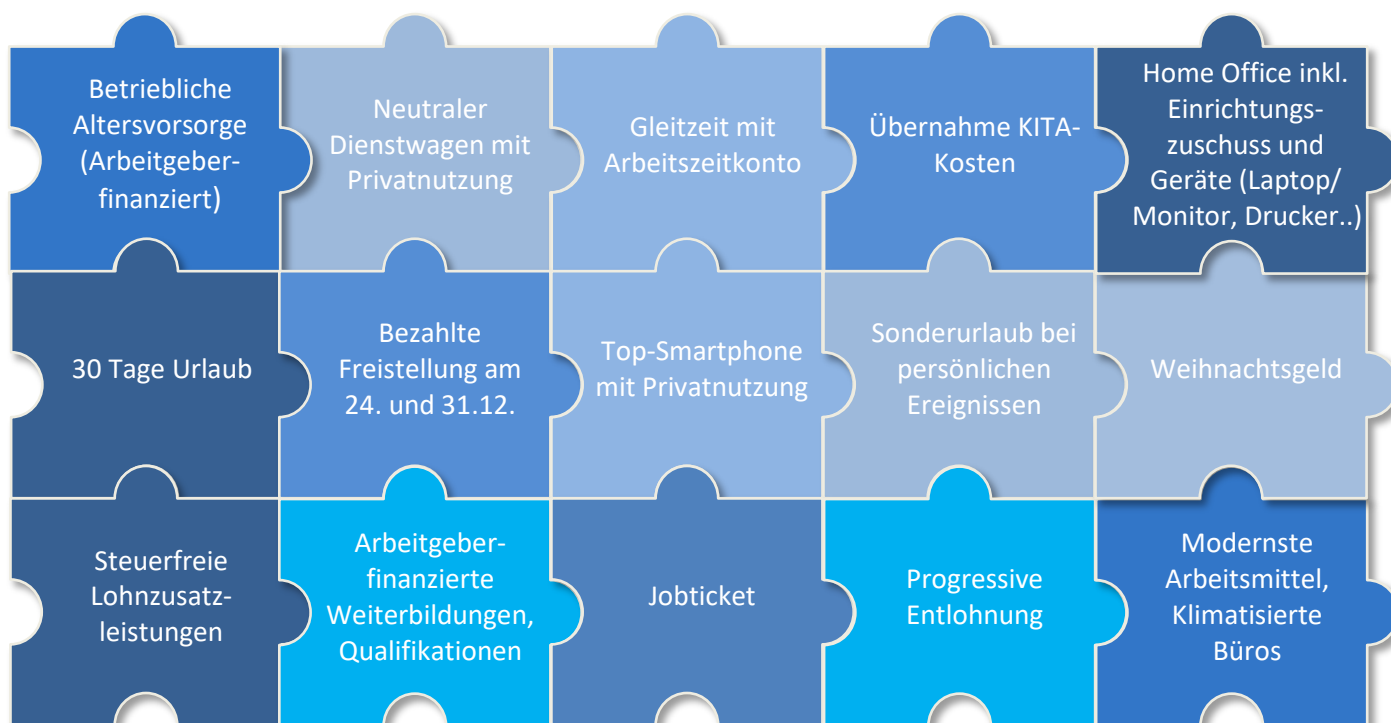 Betriebliche
Altersvorsorge
(Arbeitgeber-
finanziert)
Neutraler
Dienstwagen mit
Privatnutzung
Gleitzeit mit
Arbeitszeitkonto
Übernahme KITA-
Kosten
Home Office inkl.
Einrichtungs-
zuschuss und
Geräte (Laptop/
Monitor, Drucker..)
30 Tage Urlaub
Bezahlte
Freistellung am
24. und 31.12.
Top-Smartphone
mit Privatnutzung
Sonderurlaub bei
persönlichen
Ereignissen
Weihnachtsgeld
Steuerfreie
Lohnzusatz-
leistungen
Arbeitgeber-
finanzierte
Weiterbildungen,
Qualifikationen
Jobticket
Progressive
Entlohnung
Modernste
Arbeitsmittel,
Klimatisierte
Büros